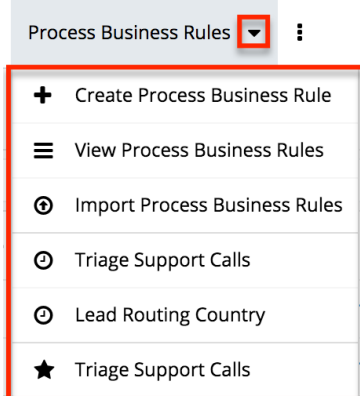 Process Business Rules
Create Process Business Rule
View Process Business Rules
Import Process Business Rules
Triage Support Calls
Lead Routing Country
Triage Support Calls